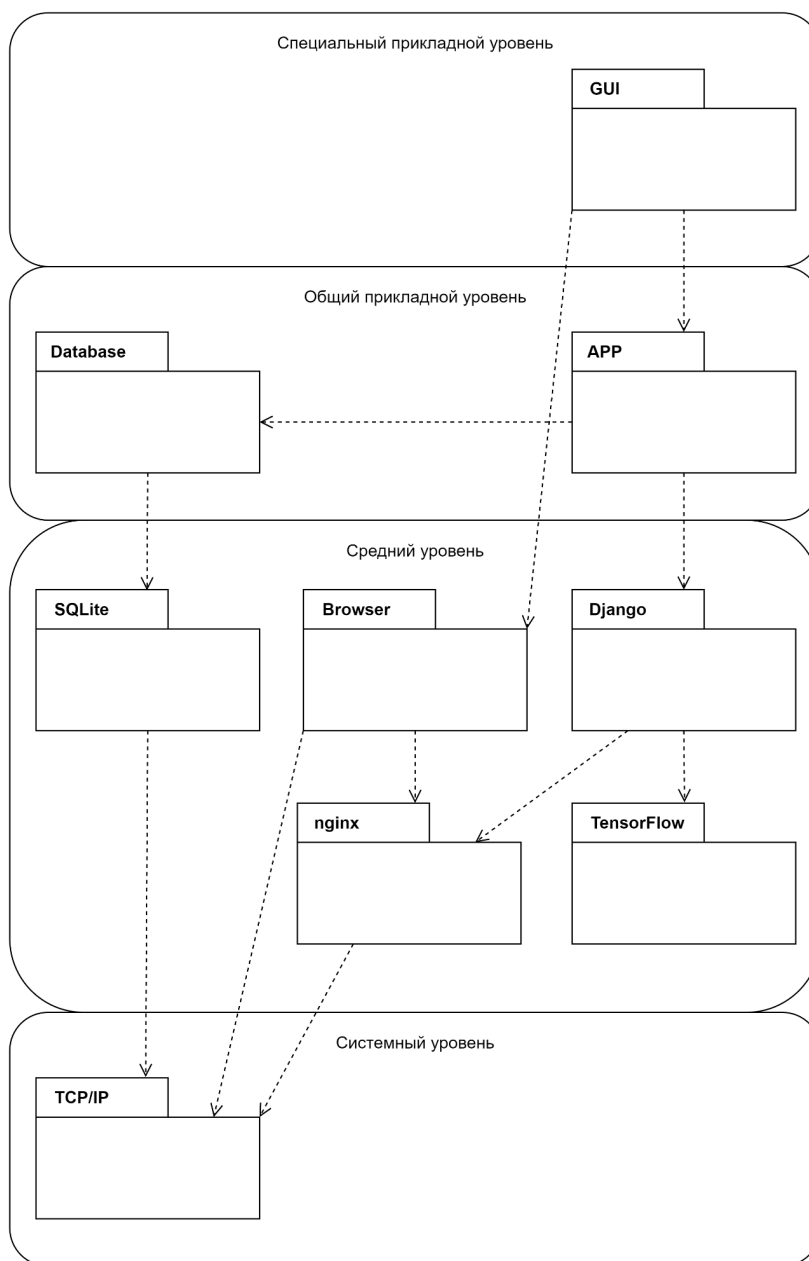 Специальный прикладной уровень
GUI
Общий прикладной уровень
Database
APP
Средний уровень
SQLite
Browser
Django
nginx
TensorFlow
Системный уровень
TCP/IP